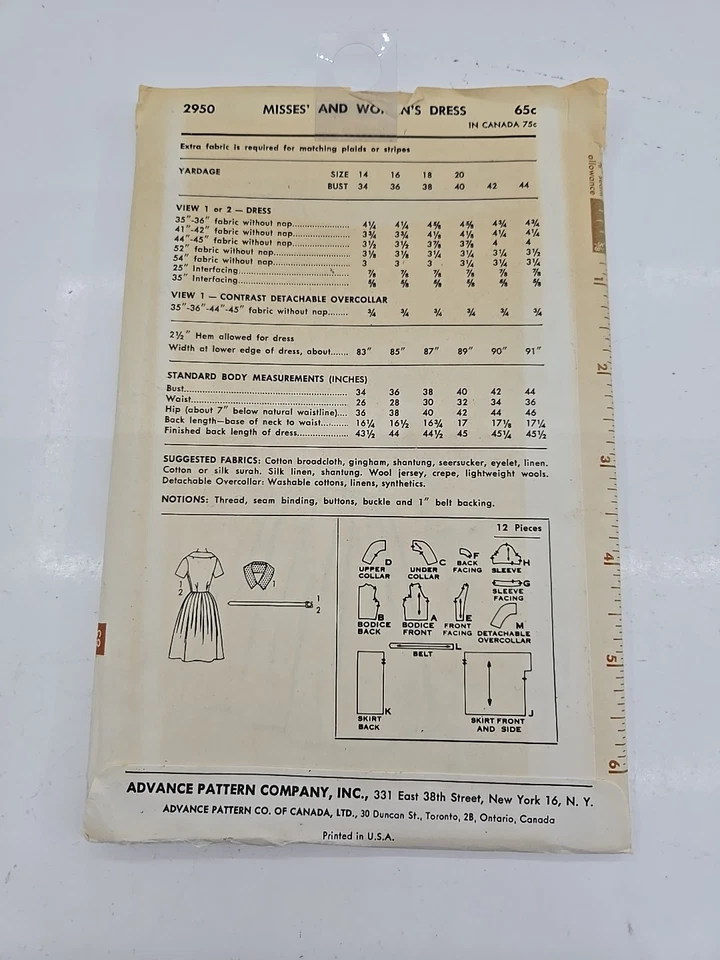 2950 MISSES' AND WOMEN'S DRESS 65c
IN CANADA 75c
Extra fabric is required for matching plaids or stripes
YARDAGE SIZE 14 16 18 20
BUST 34 36 38 40 42 44
VIEW 1 or 2 — DRESS
35"-36" fabric without nap 4¼ 4¼ 4⅝ 4⅝ 4¾ 4¾
41"-42" fabric without nap 3¾ 3¾ 4⅛ 4⅛ 4¼ 4¼
44"-45" fabric without nap 3½ 3½ 3⅞ 3⅞ 4 4
52" fabric without nap 3⅛ 3⅛ 3¼ 3¼ 3¼ 3½
54" fabric without nap 3 3 3 3¼ 3¼ 3¼
25" Interfacing ⅞ ⅞ ⅞ ⅞ ⅞ ⅞
35" Interfacing ⅝ ⅝ ⅝ ⅝ ⅝ ⅝
VIEW 1 — CONTRAST DETACHABLE OVERCOLLAR
35"-36"-44"-45" fabric without nap ¾ ¾ ¾ ¾ ¾ ¾
2½" Hem allowed for dress
Width at lower edge of dress, about 83" 85" 87" 89" 90" 91"
STANDARD BODY MEASUREMENTS (INCHES)
Bust 34 36 38 40 42 44
Waist 26 28 30 32 34 36
Hip (about 7" below natural waistline) 36 38 40 42 44 46
Back length—base of neck to waist 16¼ 16½ 16¾ 17 17⅛ 17¼
Finished back length of dress 43½ 44 44½ 45 45¼ 45½
SUGGESTED FABRICS: Cotton broadcloth, gingham, shantung, seersucker, eyelet, linen.
Cotton or silk surah. Silk linen, shantung. Wool jersey, crepe, lightweight wools.
Detachable Overcollar: Washable cottons, linens, synthetics.
NOTIONS: Thread, seam binding, buttons, buckle and 1" belt backing.
12 Pieces
1
2
1
1
2
D
UPPER
COLLAR
C
UNDER
COLLAR
F
BACK
FACING
H
SLEEVE
G
SLEEVE
FACING
B
BODICE
BACK
A
BODICE
FRONT
E
FRONT
FACING
M
DETACHABLE
OVERCOLLAR
L
BELT
K
SKIRT
BACK
J
SKIRT FRONT
AND SIDE
allowance
⅝
1
2
3
4
5
6
ADVANCE PATTERN COMPANY, INC., 331 East 38th Street, New York 16, N. Y.
ADVANCE PATTERN CO. OF CANADA, LTD., 30 Duncan St., Toronto, 2B, Ontario, Canada
Printed in U.S.A.